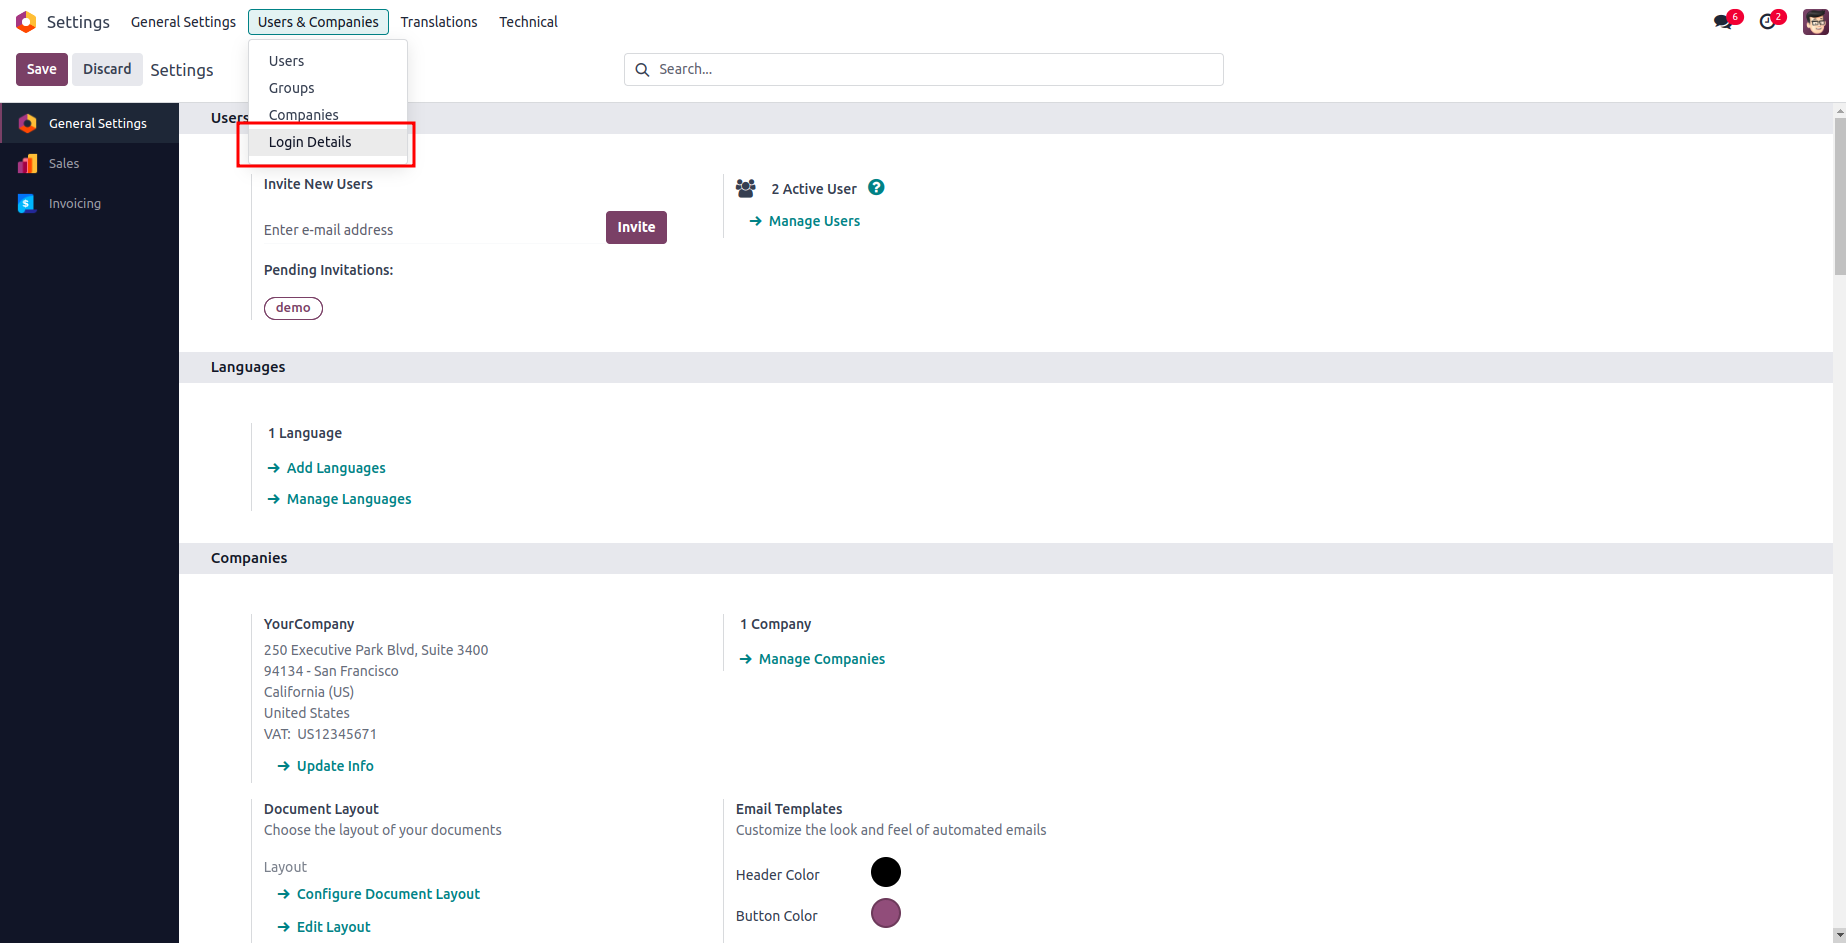 Settings
General Settings
Users & Companies
Translations
Technical
6
2
Save
Discard
Settings
Search...
Users
Groups
Companies
Login Details
General Settings
Sales
Invoicing
Users
Invite New Users
Enter e-mail address
Invite
Pending Invitations:
demo
2 Active User
?
Manage Users
Languages
1 Language
Add Languages
Manage Languages
Companies
YourCompany
250 Executive Park Blvd, Suite 3400
94134 - San Francisco
California (US)
United States
VAT: US12345671
Update Info
1 Company
Manage Companies
Document Layout
Choose the layout of your documents
Layout
Configure Document Layout
Edit Layout
Email Templates
Customize the look and feel of automated emails
Header Color
Button Color